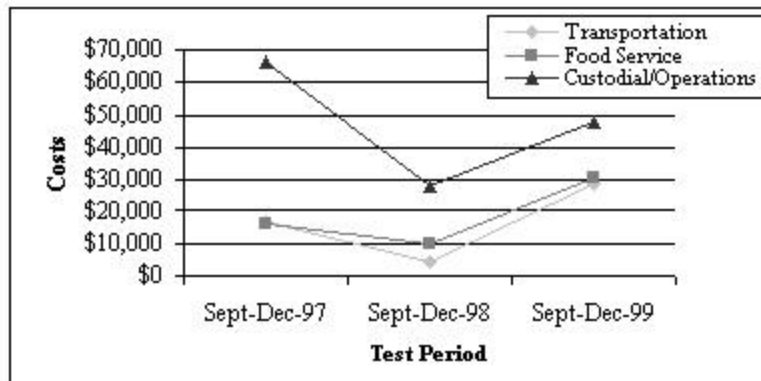 Transportation
Food Service
Custodial/Operations
$70,000
$60,000
$50,000
$40,000
$30,000
$20,000
$10,000
$0
Costs
Sept-Dec-97 Sept-Dec-98 Sept-Dec-99
Test Period